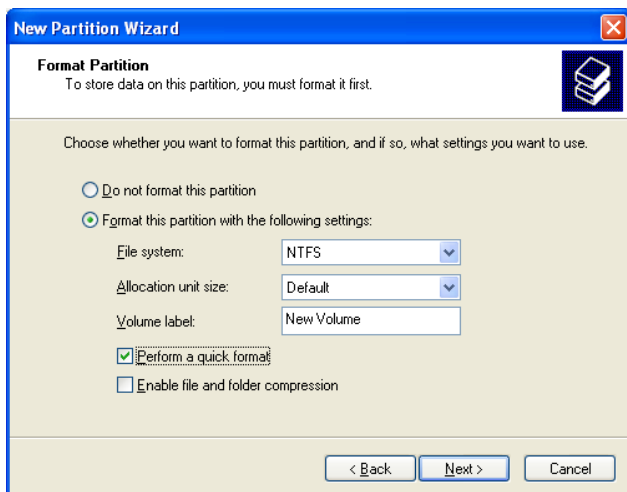 New Partition Wizard
Format Partition
To store data on this partition, you must format it first.
Choose whether you want to format this partition, and if so, what settings you want to use.
Do not format this partition
Format this partition with the following settings:
File system: NTFS
Allocation unit size: Default
Volume label: New Volume
Perform a quick format
Enable file and folder compression
< Back Next > Cancel